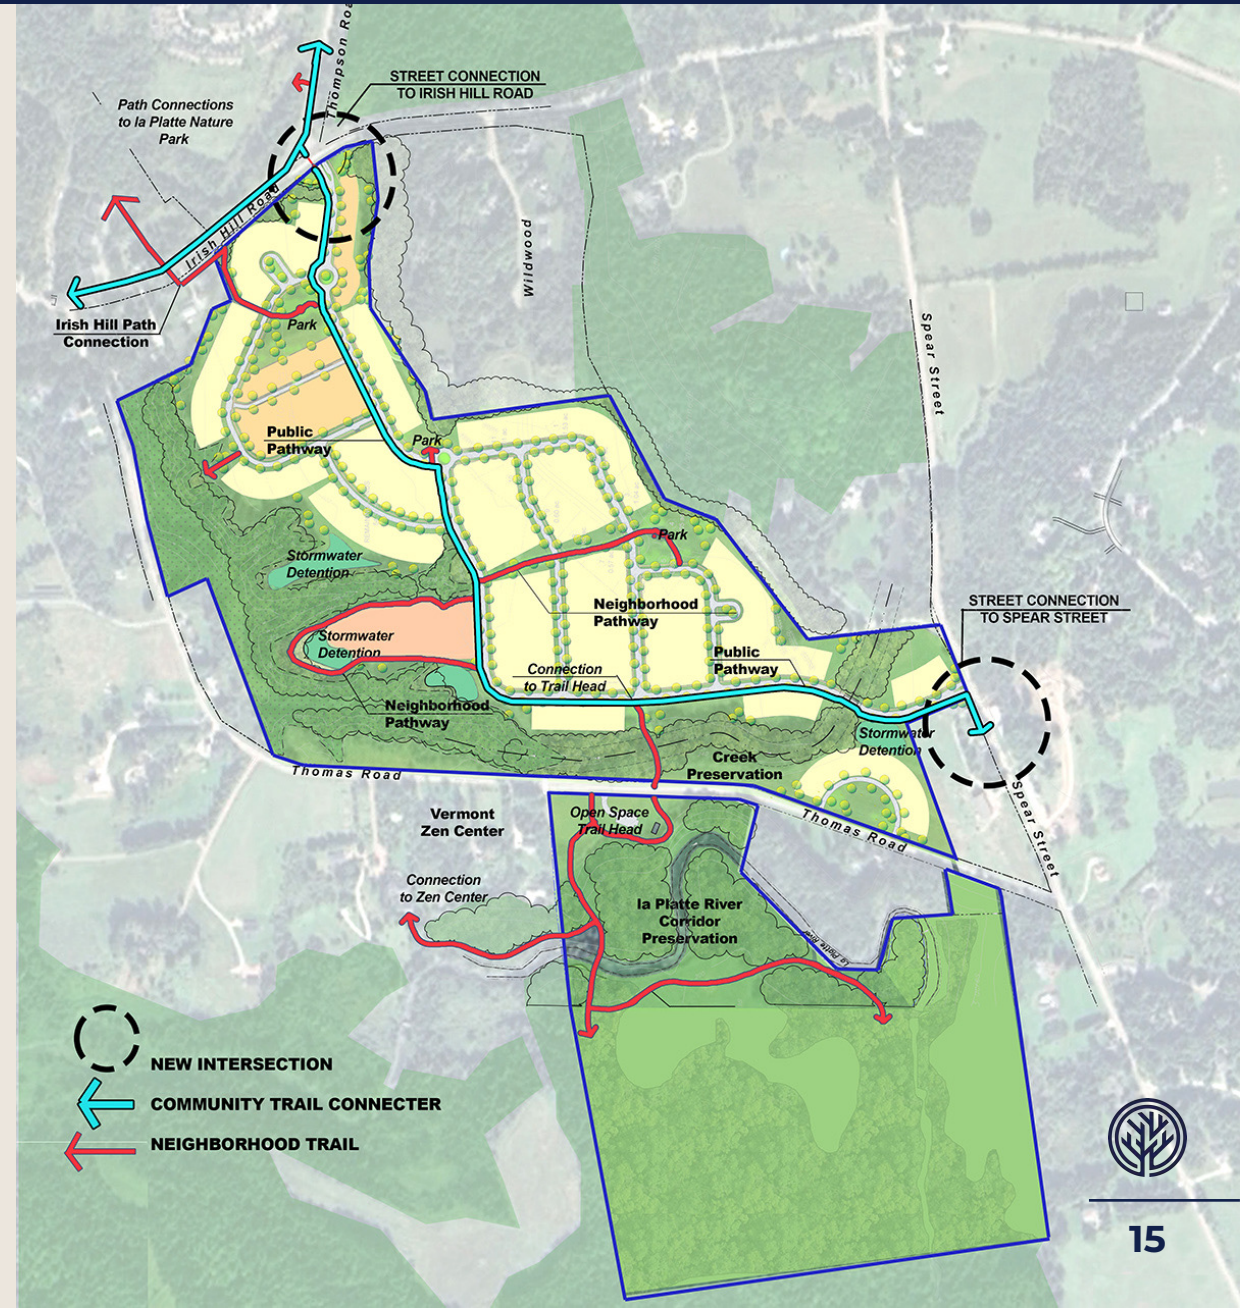 Thompson Roa
STREET CONNECTION
TO IRISH HILL ROAD
Path Connections
to la Platte Nature
Park
Irish Hill Road
Wildwood
Irish Hill Path
Connection
Park
Spear Street
Public
Pathway
Park
Park
Stormwater
Detention
Neighborhood
Pathway
STREET CONNECTION
TO SPEAR STREET
Stormwater
Detention
Public
Pathway
Connection
to Trail Head
Neighborhood
Pathway
Stormwater
Detention
Creek
Preservation
Thomas Road
Spear Street
Vermont
Zen Center
Open Space
Trail Head
Thomas Road
Connection
to Zen Center
la Platte River
Corridor
Preservation
La Platte River
NEW INTERSECTION
COMMUNITY TRAIL CONNECTER
NEIGHBORHOOD TRAIL
15